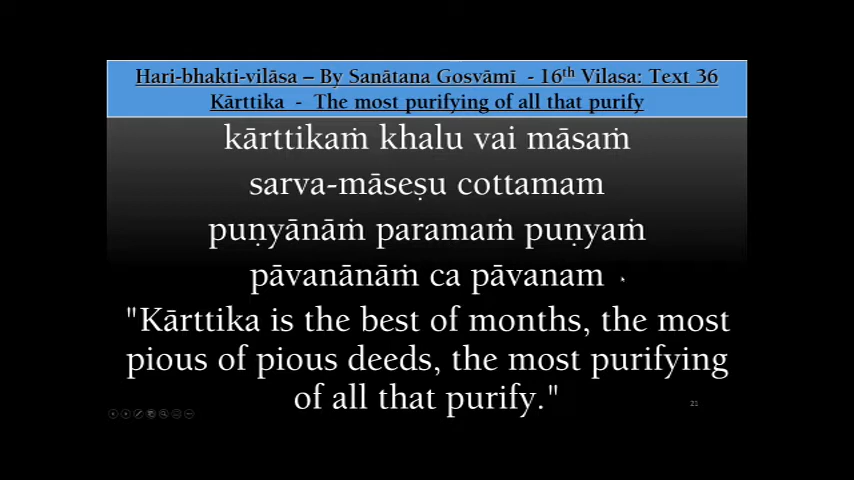 Hari-bhakti-vilāsa – By Sanātana Gosvāmī - 16th Vilasa: Text 36
Kārttika - The most purifying of all that purify
kārttikaṁ khalu vai māsaṁ
sarva-māseṣu cottamam
puṇyānāṁ paramaṁ puṇyaṁ
pāvanānāṁ ca pāvanam
"Kārttika is the best of months, the most
pious of pious deeds, the most purifying
of all that purify."
21